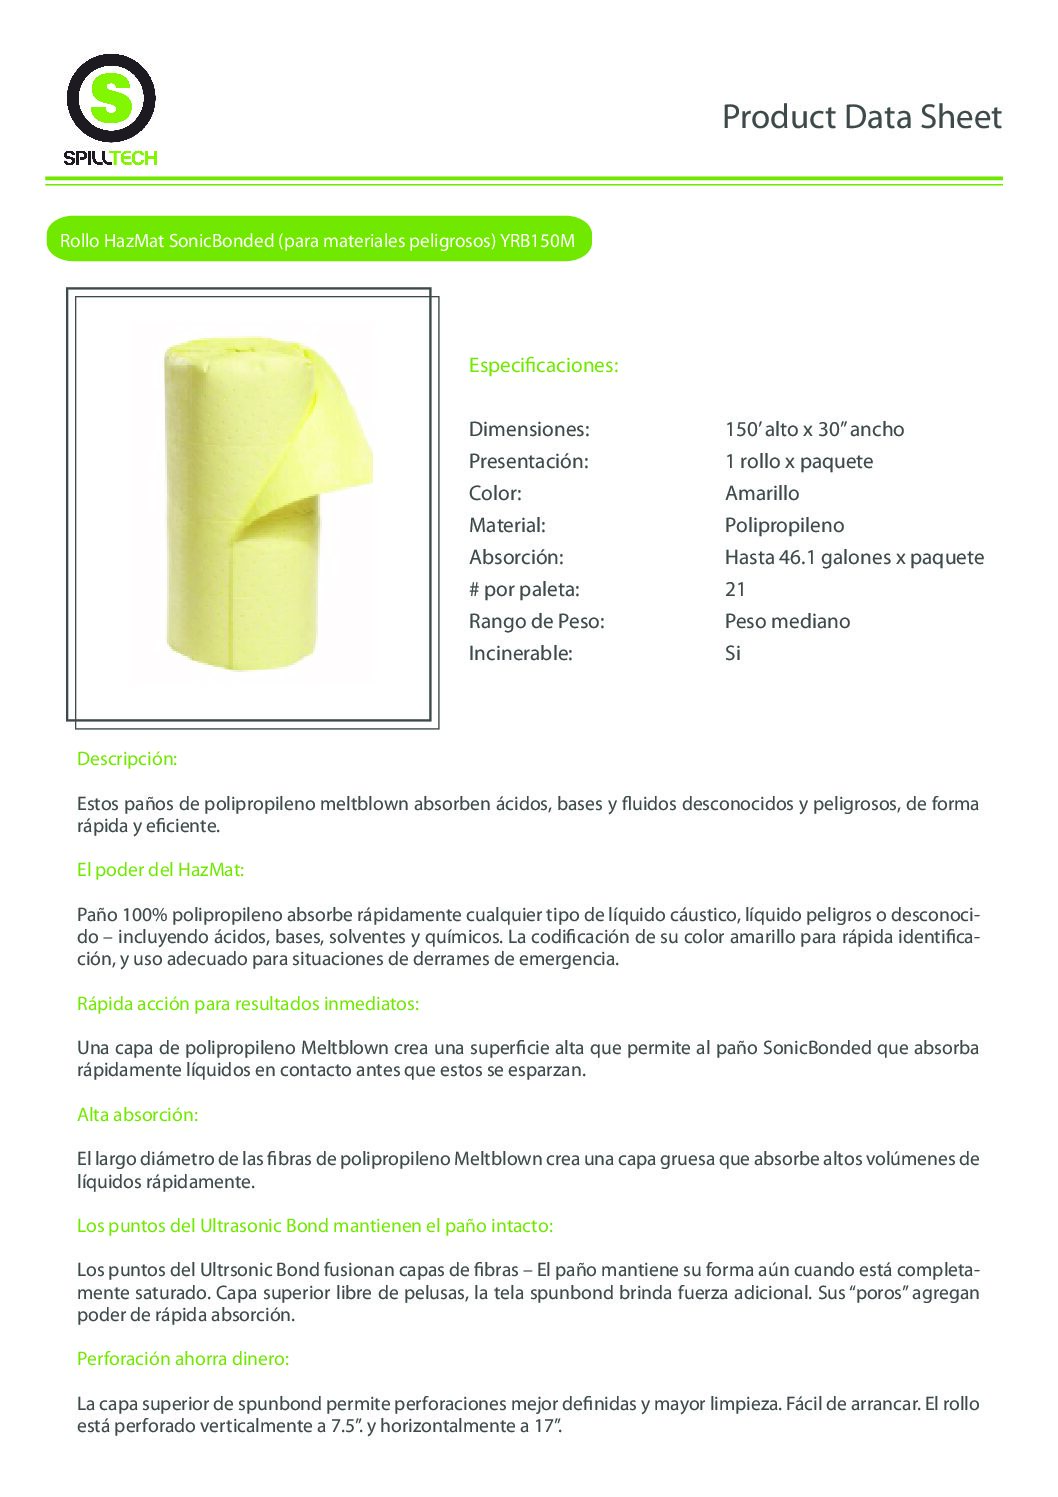 S
SPILLTECH
Product Data Sheet
Rollo HazMat SonicBonded (para materiales peligrosos) YRB150M
Especificaciones:
Dimensiones: 150’ alto x 30” ancho
Presentación: 1 rollo x paquete
Color: Amarillo
Material: Polipropileno
Absorción: Hasta 46.1 galones x paquete
# por paleta: 21
Rango de Peso: Peso mediano
Incinerable: Si
Descripción:
Estos paños de polipropileno meltblown absorben ácidos, bases y fluidos desconocidos y peligrosos, de forma
rápida y eficiente.
El poder del HazMat:
Paño 100% polipropileno absorbe rápidamente cualquier tipo de líquido cáustico, líquido peligros o desconoci-
do – incluyendo ácidos, bases, solventes y químicos. La codificación de su color amarillo para rápida identifica-
ción, y uso adecuado para situaciones de derrames de emergencia.
Rápida acción para resultados inmediatos:
Una capa de polipropileno Meltblown crea una superficie alta que permite al paño SonicBonded que absorba
rápidamente líquidos en contacto antes que estos se esparzan.
Alta absorción:
El largo diámetro de las fibras de polipropileno Meltblown crea una capa gruesa que absorbe altos volúmenes de
líquidos rápidamente.
Los puntos del Ultrasonic Bond mantienen el paño intacto:
Los puntos del Ultrsonic Bond fusionan capas de fibras – El paño mantiene su forma aún cuando está completa-
mente saturado. Capa superior libre de pelusas, la tela spunbond brinda fuerza adicional. Sus “poros” agregan
poder de rápida absorción.
Perforación ahorra dinero:
La capa superior de spunbond permite perforaciones mejor definidas y mayor limpieza. Fácil de arrancar. El rollo
está perforado verticalmente a 7.5”. y horizontalmente a 17”.